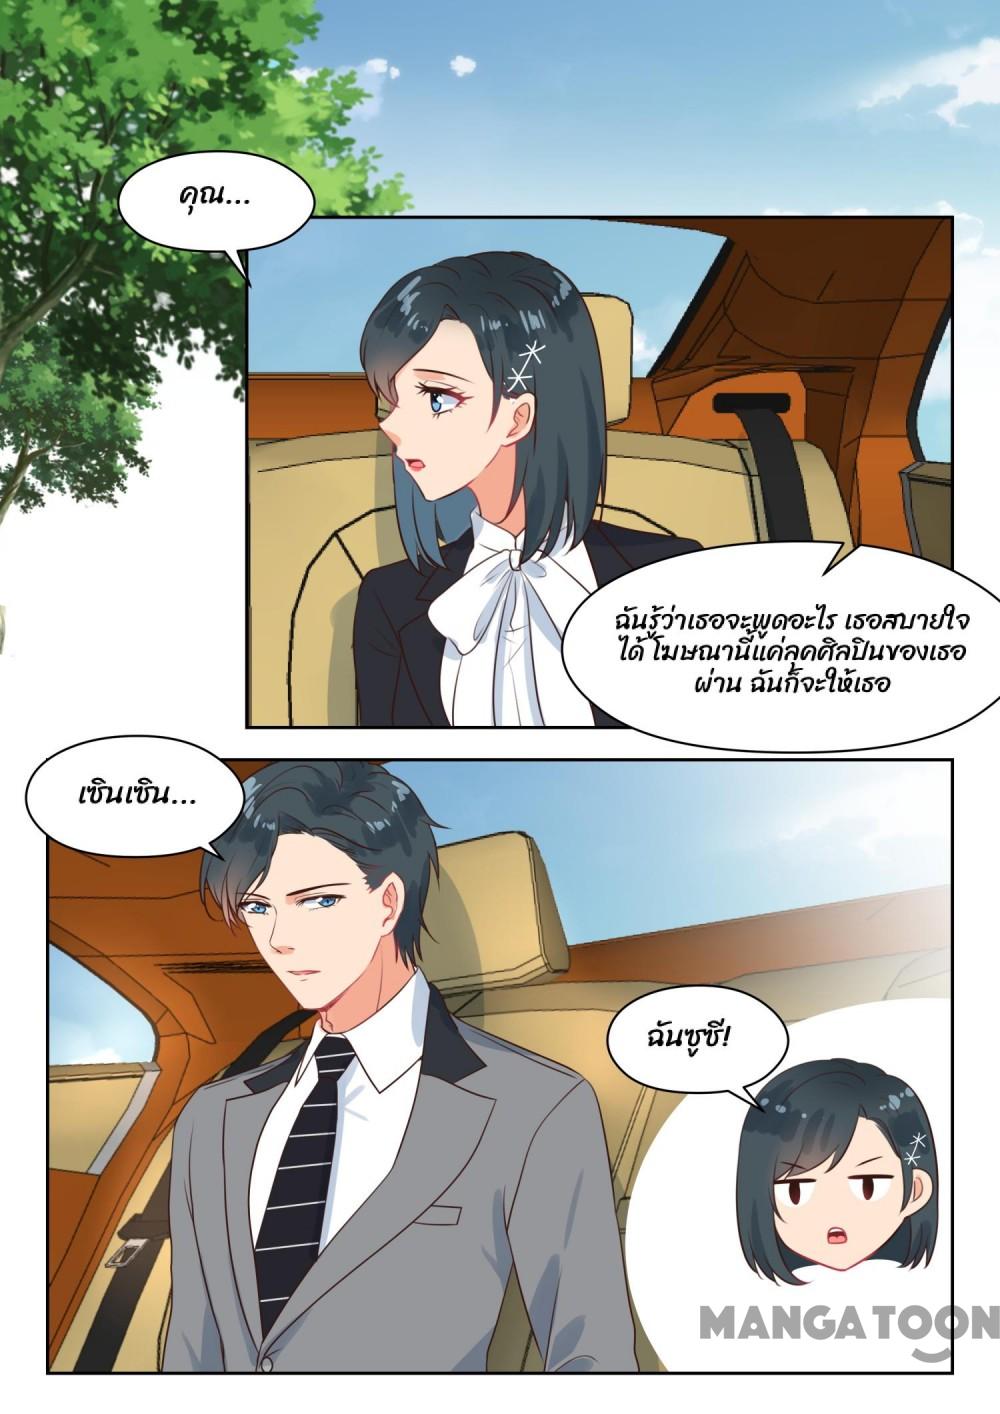 คุณ...
ฉันรู้ว่าเธอจะพูดอะไร เธอสบายใจ
ได้ โฆษณานี้แค่ลุคศิลปินของเธอ
ผ่าน ฉันก็จะให้เธอ
เซินเซิน...
ฉันซูซี!
MANGATOON